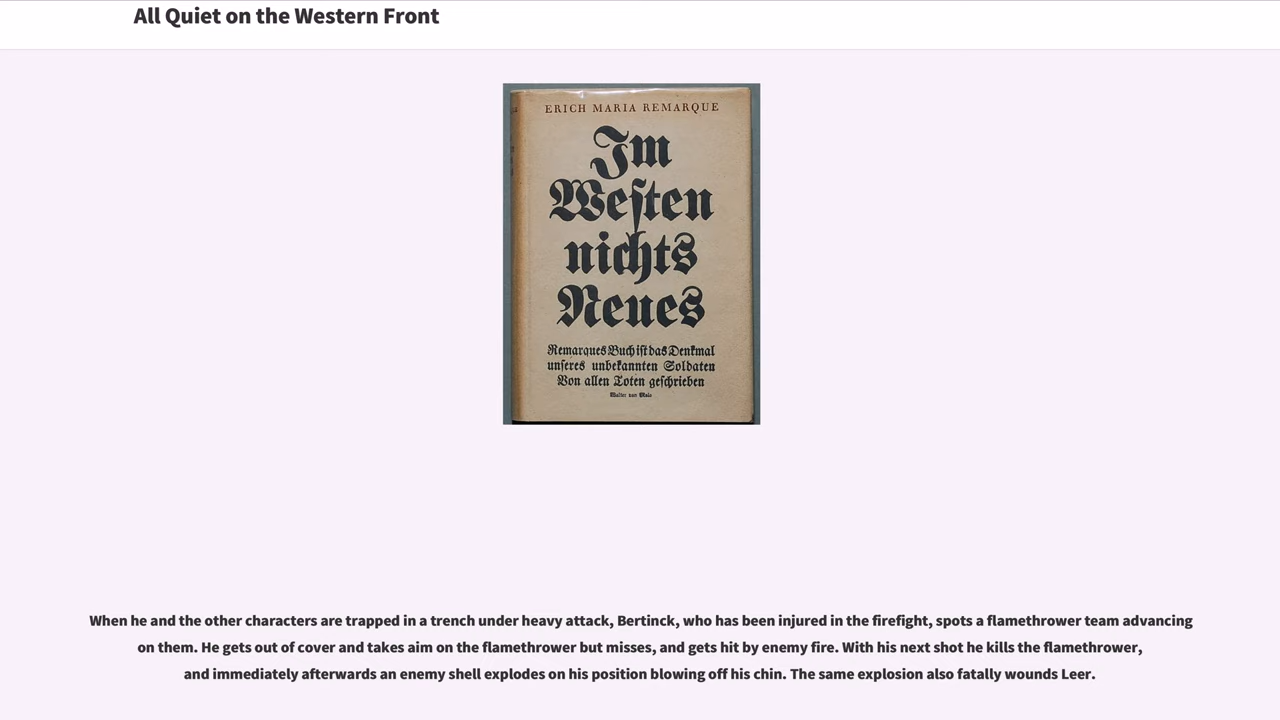 All Quiet on the Western Front
ERICH MARIA REMARQUE
Im
Weſten
nichts
Neues
Remarques Buch iſt das Denkmal
unſeres unbekannten Soldaten
Von allen Toten geſchrieben
Walter von Molo
When he and the other characters are trapped in a trench under heavy attack, Bertinck, who has been injured in the firefight, spots a flamethrower team advancing
on them. He gets out of cover and takes aim on the flamethrower but misses, and gets hit by enemy fire. With his next shot he kills the flamethrower,
and immediately afterwards an enemy shell explodes on his position blowing off his chin. The same explosion also fatally wounds Leer.